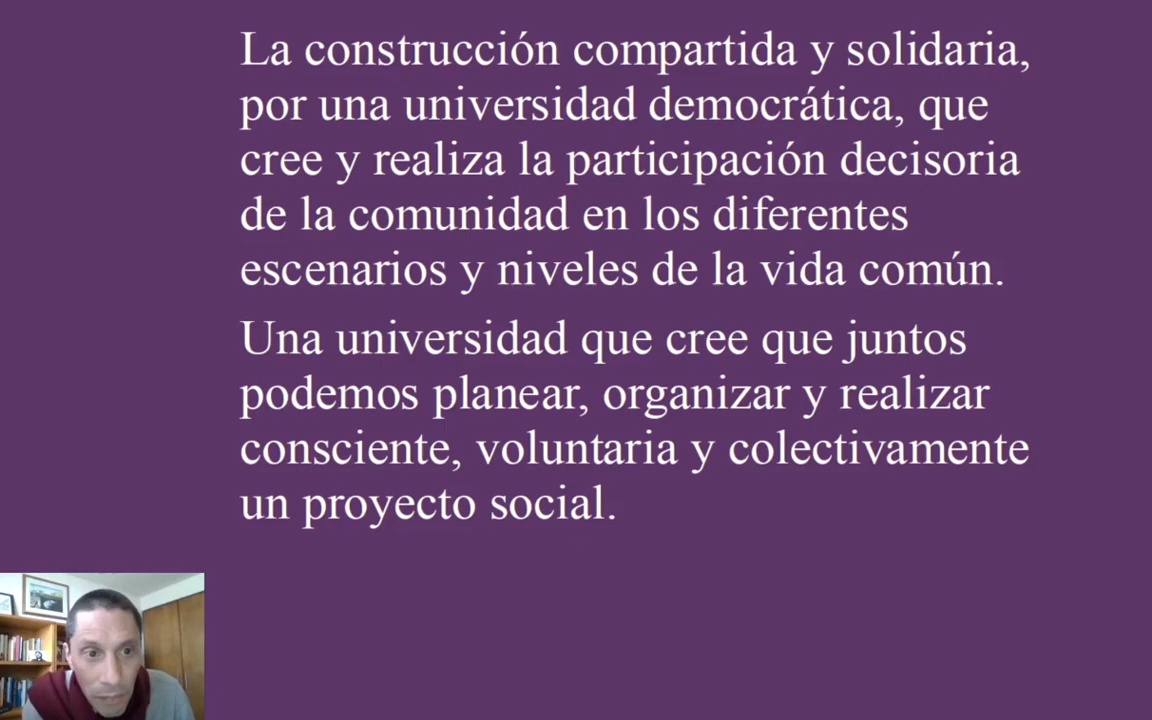 La construcción compartida y solidaria,
por una universidad democrática, que
cree y realiza la participación decisoria
de la comunidad en los diferentes
escenarios y niveles de la vida común.
Una universidad que cree que juntos
podemos planear, organizar y realizar
consciente, voluntaria y colectivamente
un proyecto social.